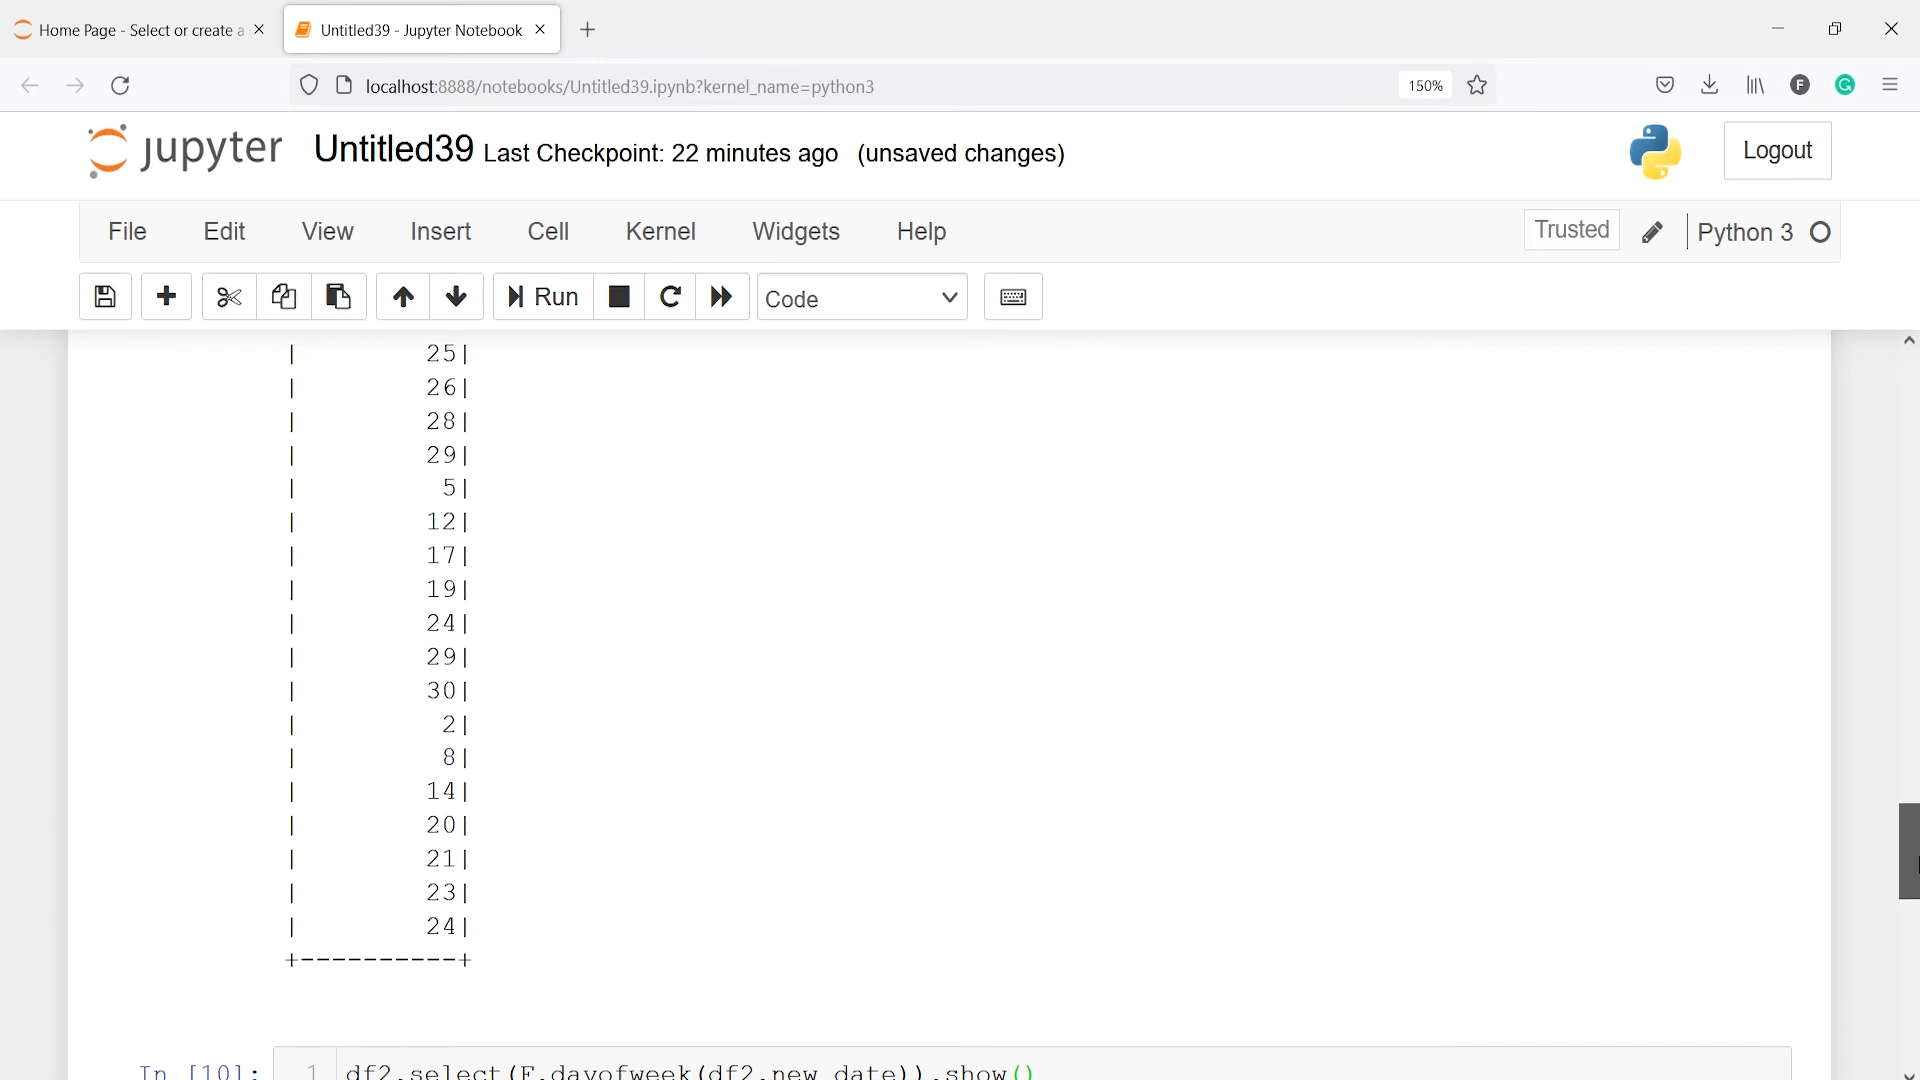 Home Page - Select or create a
Untitled39 - Jupyter Notebook
localhost:8888/notebooks/Untitled39.ipynb?kernel_name=python3
150%
F
G
jupyter Untitled39 Last Checkpoint: 22 minutes ago (unsaved changes)
Logout
File Edit View Insert Cell Kernel Widgets Help
Trusted
Python 3
Run
Code
| 25|
| 26|
| 28|
| 29|
| 5|
| 12|
| 17|
| 19|
| 24|
| 29|
| 30|
| 2|
| 8|
| 14|
| 20|
| 21|
| 23|
| 24|
+----------+
In [10]: 1 df2.select(F.dayofweek(df2.new_date)).show()